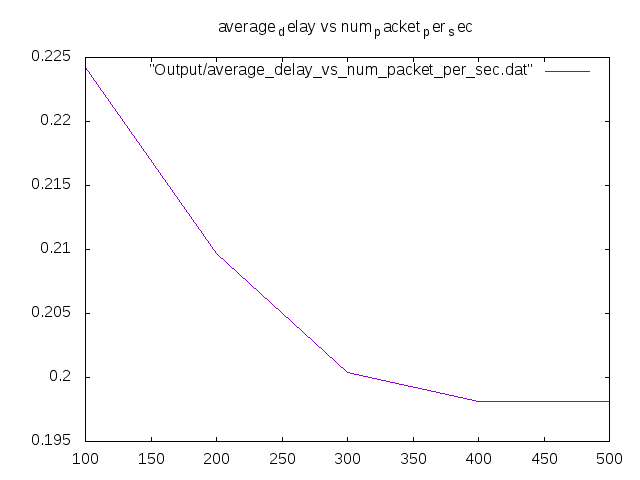 average_delay vs num_packet_per_sec
"Output/average_delay_vs_num_packet_per_sec.dat"
0.225
0.22
0.215
0.21
0.205
0.2
0.195
100 150 200 250 300 350 400 450 500